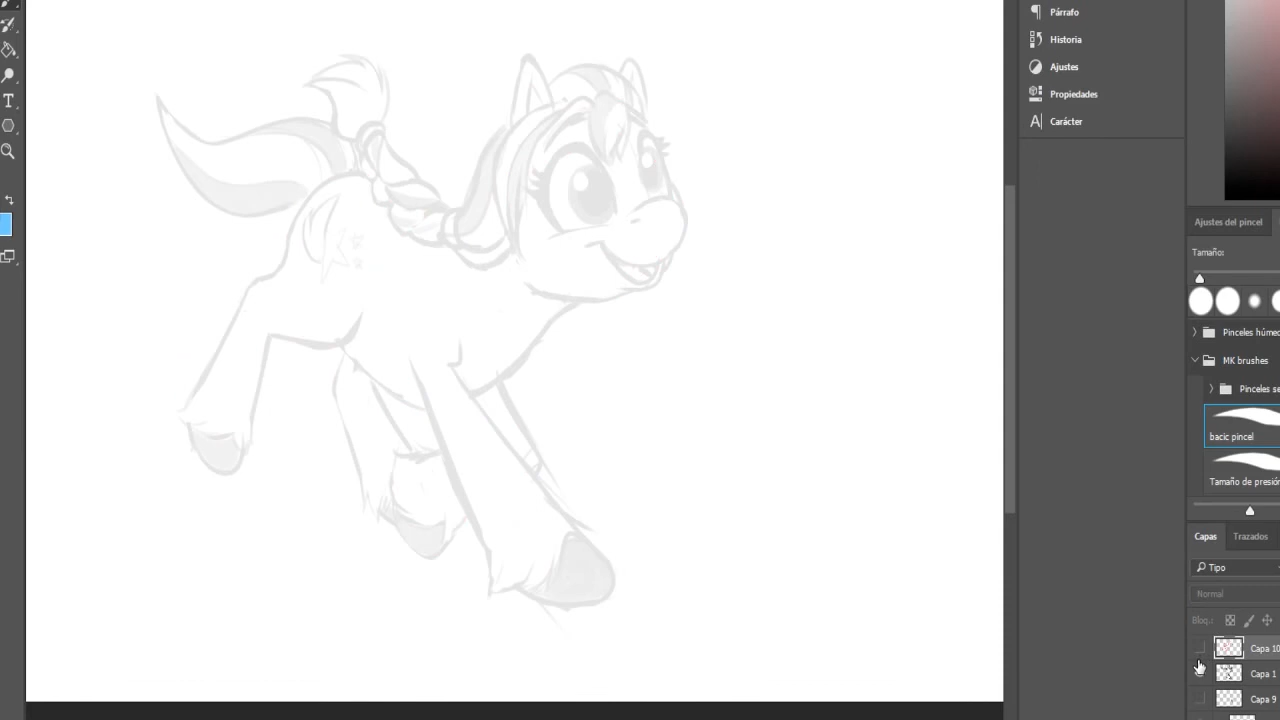 Párrafo
Historia
Ajustes
Propiedades
Carácter
Ajustes del pincel
Tamaño:
Pinceles húme
MK brushes
Pinceles se
bacic pincel
Tamaño de presión
Capas Trazados
Tipo
Normal
Bloq.:
Capa 10
Capa 1
Capa 9